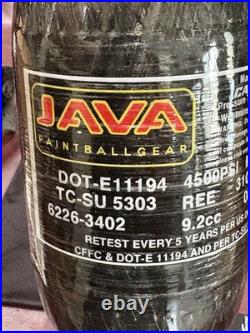 JAVA
PAINTBALLGEAR
DOT-E11194 4500PSI
TC-SU 5303 REE
6226-3402 9.2cc
RETEST EVERY 5 YEARS PER US
CFFC & DOT-E 11194 AND PER TC-S